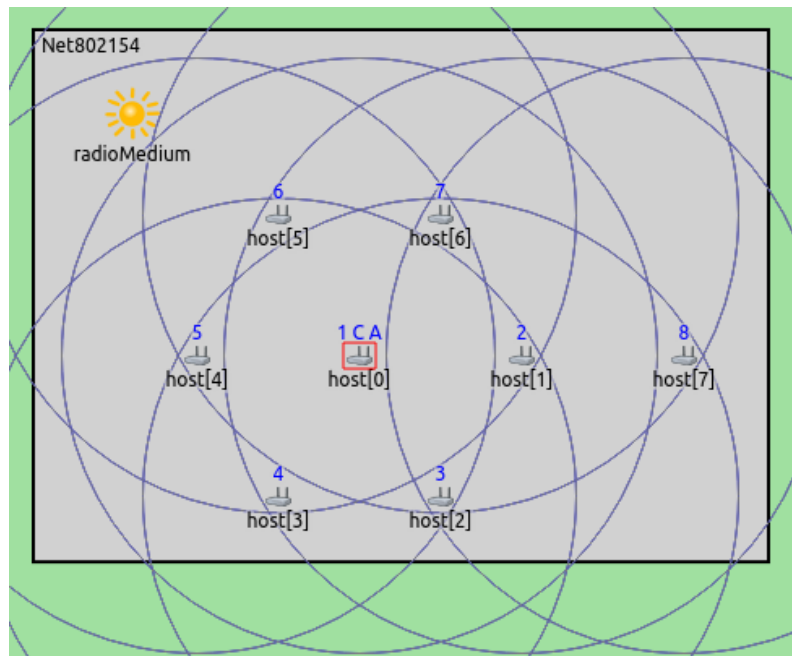 Net802154
radioMedium
6
host[5]
7
host[6]
5
host[4]
1 C A
host[0]
2
host[1]
8
host[7]
4
host[3]
3
host[2]